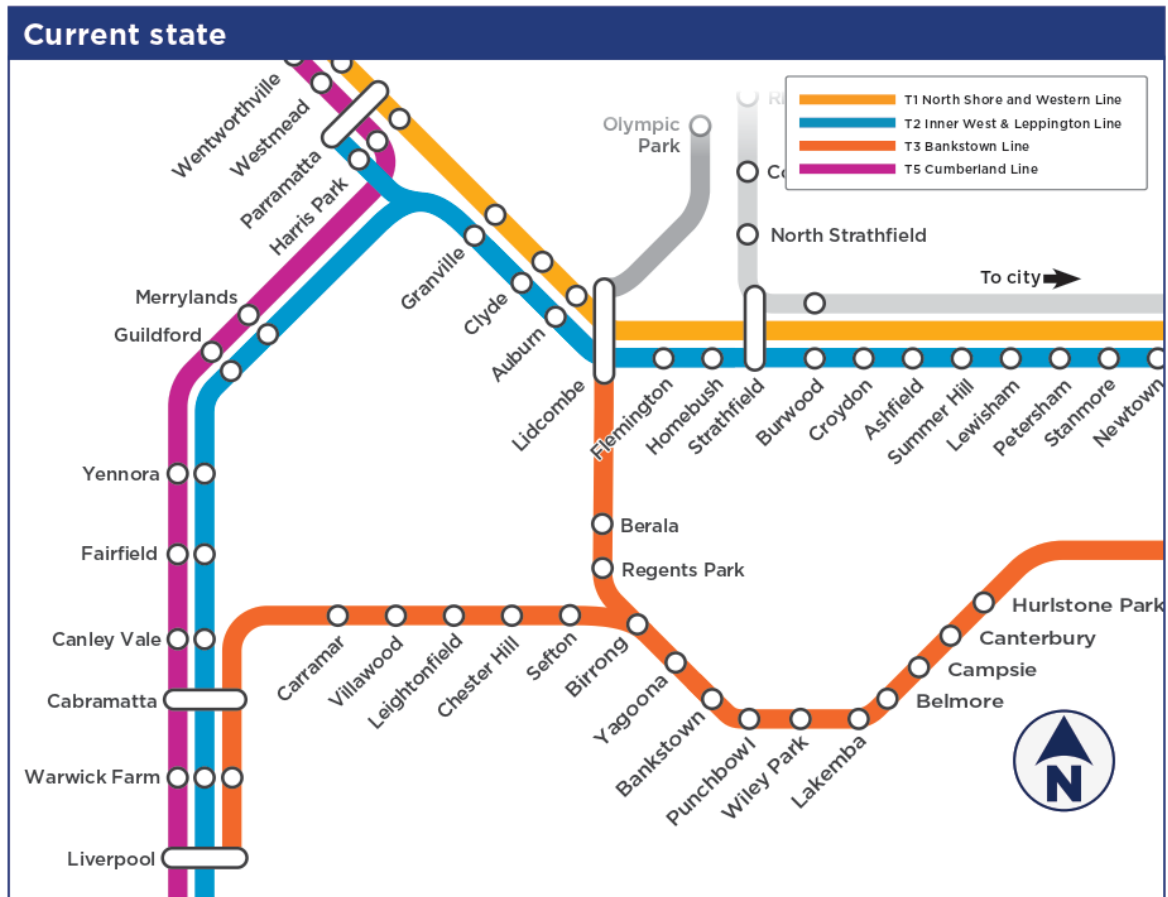 Current state
T1 North Shore and Western Line
T2 Inner West & Leppington Line
T3 Bankstown Line
T5 Cumberland Line
Wentworthville
Westmead
Parramatta
Harris Park
Merrylands
Guildford
Yennora
Fairfield
Canley Vale
Cabramatta
Warwick Farm
Liverpool
Granville
Clyde
Auburn
Lidcombe
Olympic
Park
North Strathfield
To city
Flemington
Homebush
Strathfield
Burwood
Croydon
Ashfield
Summer Hill
Lewisham
Petersham
Stanmore
Newtown
Berala
Regents Park
Carramar
Villawood
Leightonfield
Chester Hill
Sefton
Birrong
Yagoona
Bankstown
Punchbowl
Wiley Park
Lakemba
Belmore
Campsie
Canterbury
Hurlstone Park
N